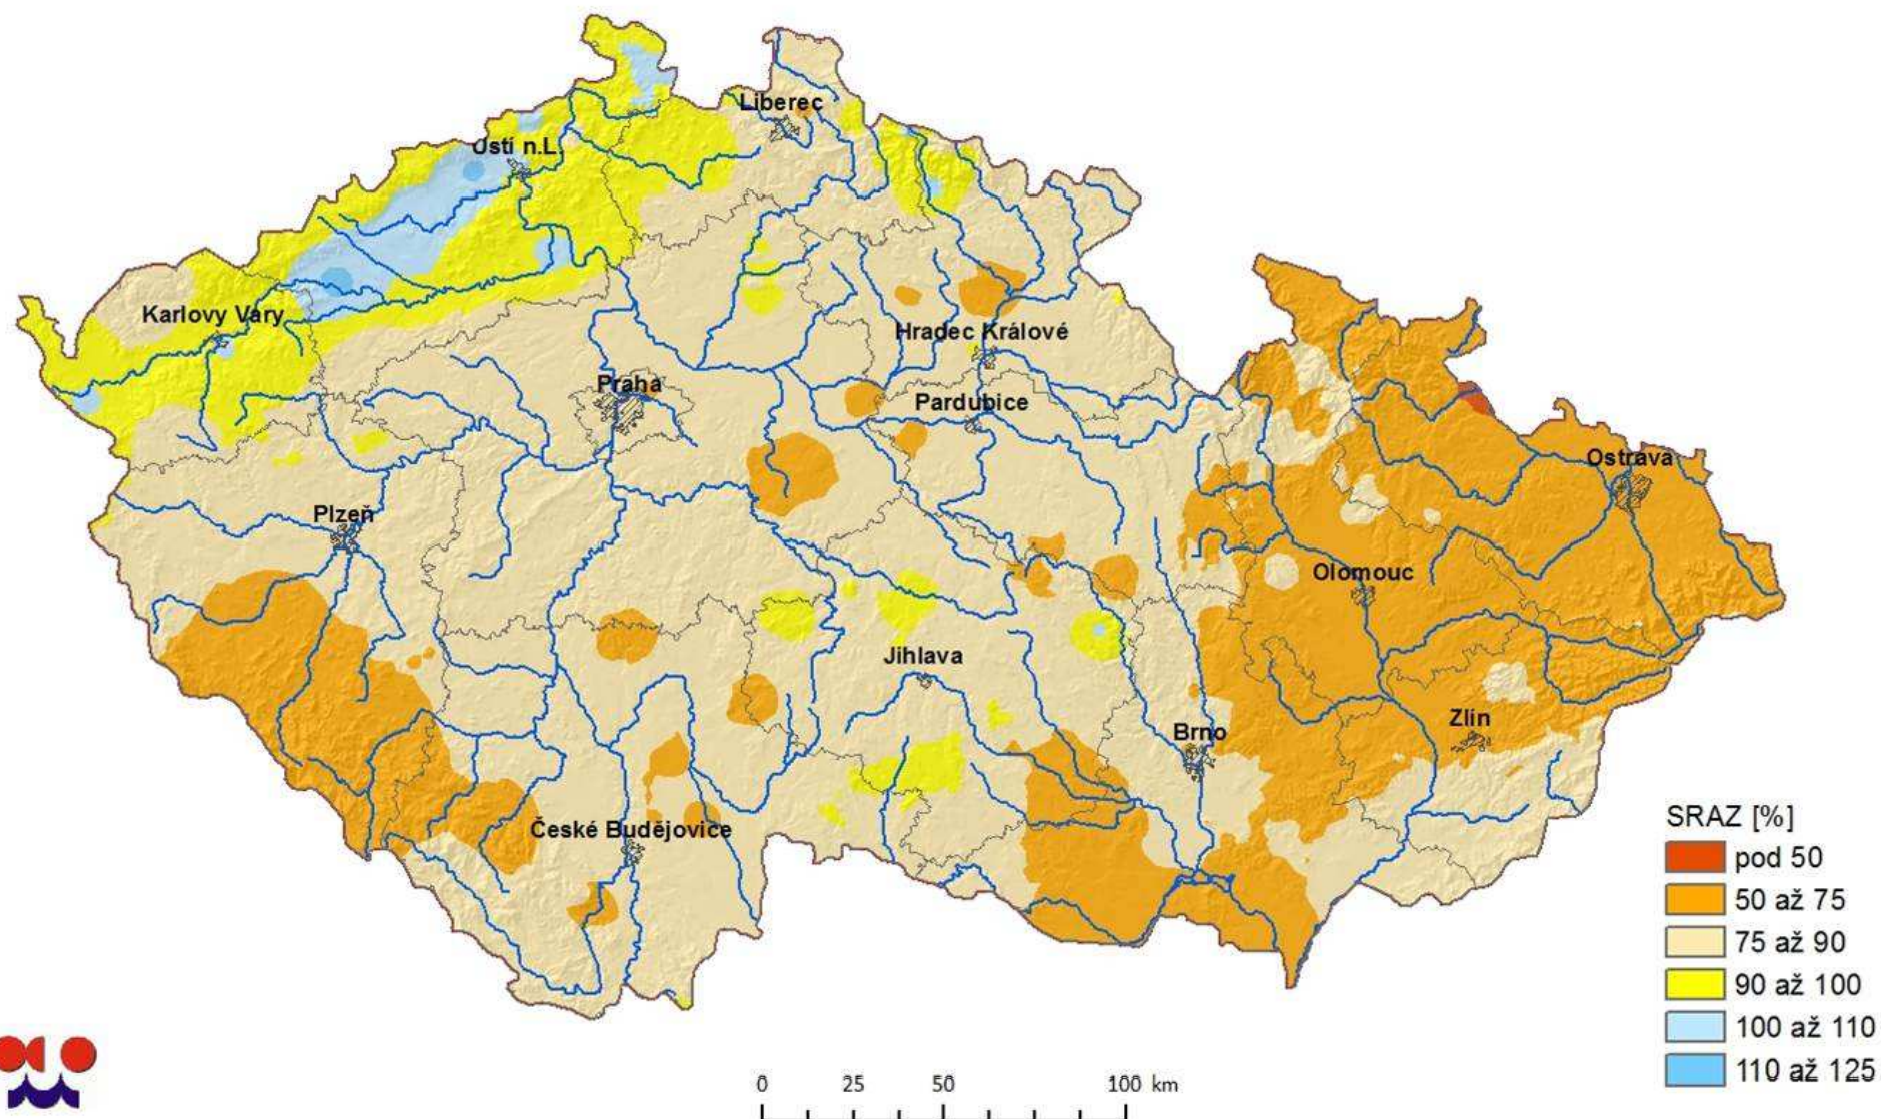 Liberec
Ústí n.L.
Karlovy Vary
Hradec Králové
Praha
Pardubice
Ostrava
Plzeň
Olomouc
Jihlava
Zlín
Brno
České Budějovice
SRAZ [%]
pod 50
50 až 75
75 až 90
90 až 100
100 až 110
110 až 125
0 25 50 100 km